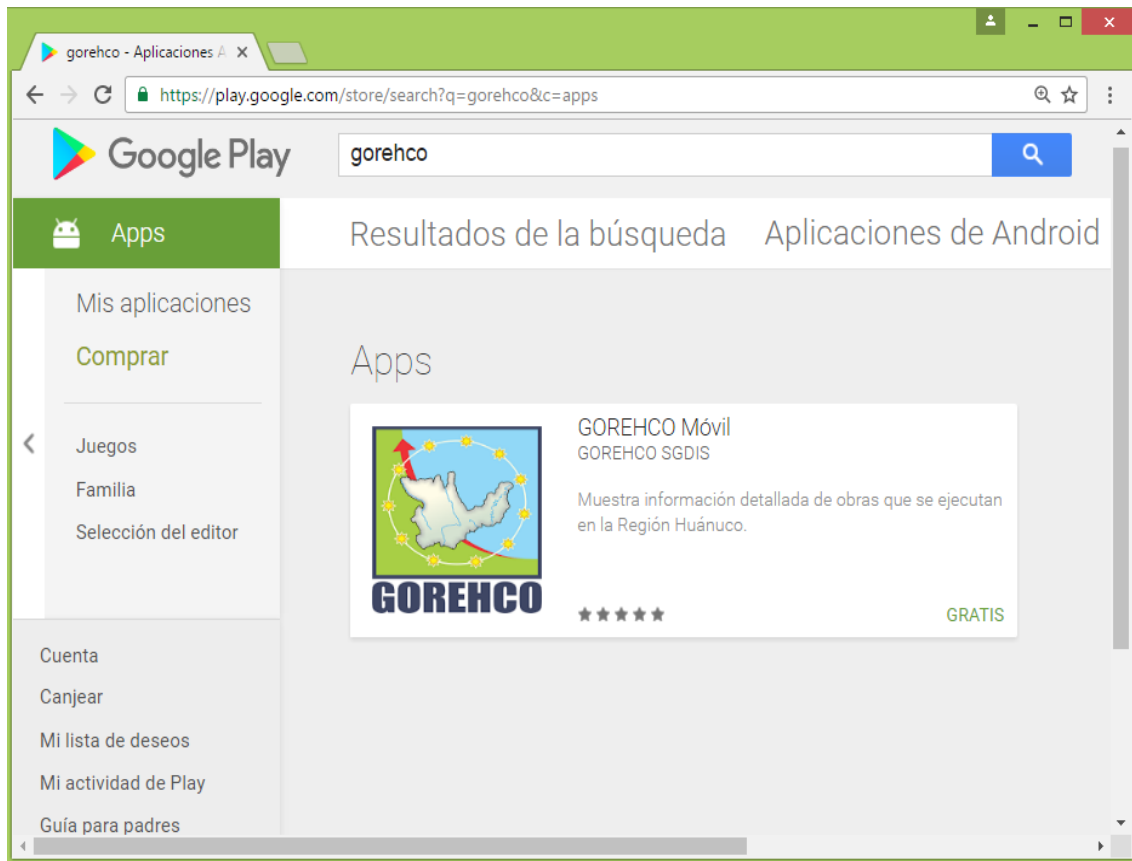 gorehco - Aplicaciones A
https://play.google.com/store/search?q=gorehco&c=apps
Google Play
gorehco
Apps
Resultados de la búsqueda Aplicaciones de Android
Mis aplicaciones
Comprar
Juegos
Familia
Selección del editor
Cuenta
Canjear
Mi lista de deseos
Mi actividad de Play
Guía para padres
Apps
GOREHCO
GOREHCO Móvil
GOREHCO SGDIS
Muestra información detallada de obras que se ejecutan
en la Región Huánuco.
GRATIS